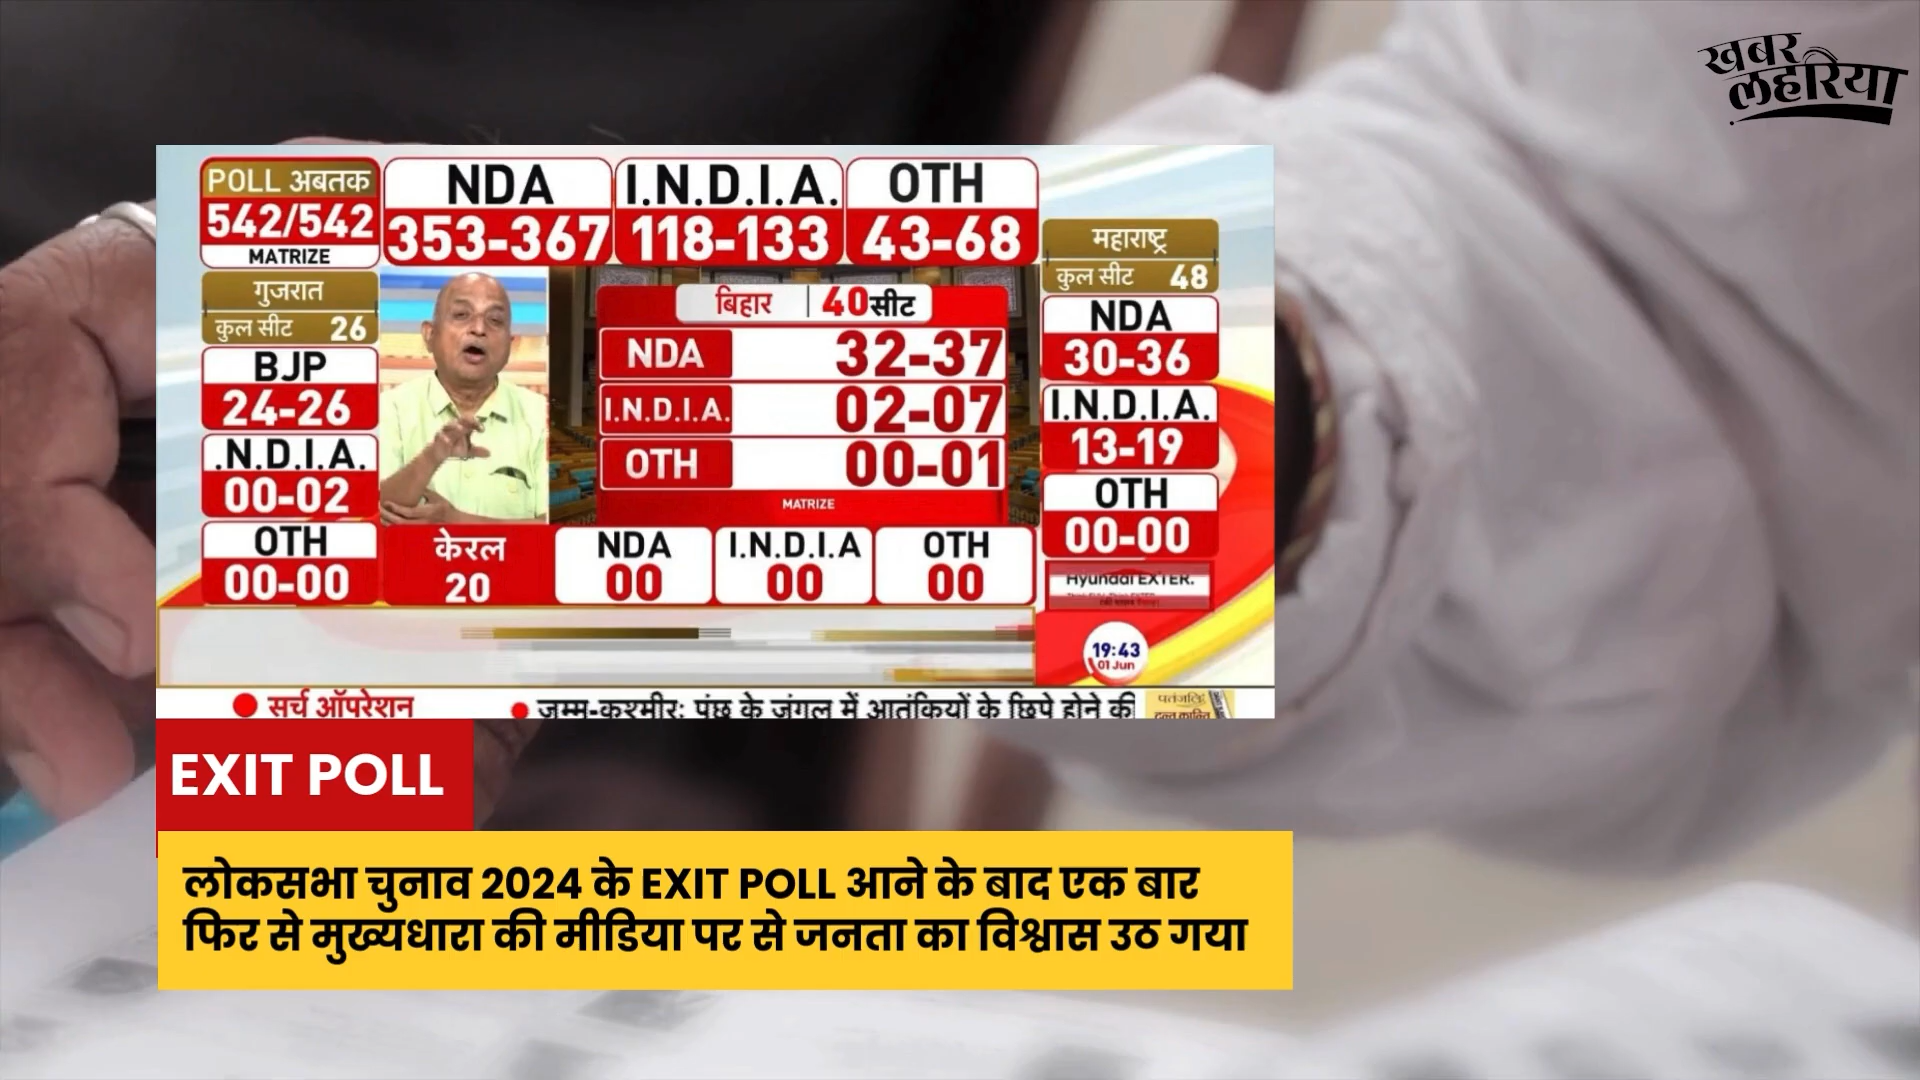 खबर
लहरिया
POLL अबतक
542/542
MATRIZE
NDA
353-367
I.N.D.I.A.
118-133
OTH
43-68
गुजरात
कुल सीट 26
BJP
24-26
.N.D.I.A.
00-02
OTH
00-00
बिहार | 40सीट
NDA 32-37
I.N.D.I.A. 02-07
OTH 00-01
MATRIZE
महाराष्ट्र
कुल सीट 48
NDA
30-36
I.N.D.I.A.
13-19
OTH
00-00
केरल
20
NDA
00
I.N.D.I.A
00
OTH
00
Hyundai EXTER.
19:43
01 Jun
सर्च ऑपरेशन
जम्मू-कश्मीर: पुंछ के जंगल में आतंकियों के छिपे होने की
पतंजलि
EXIT POLL
लोकसभा चुनाव 2024 के EXIT POLL आने के बाद एक बार
फिर से मुख्यधारा की मीडिया पर से जनता का विश्वास उठ गया